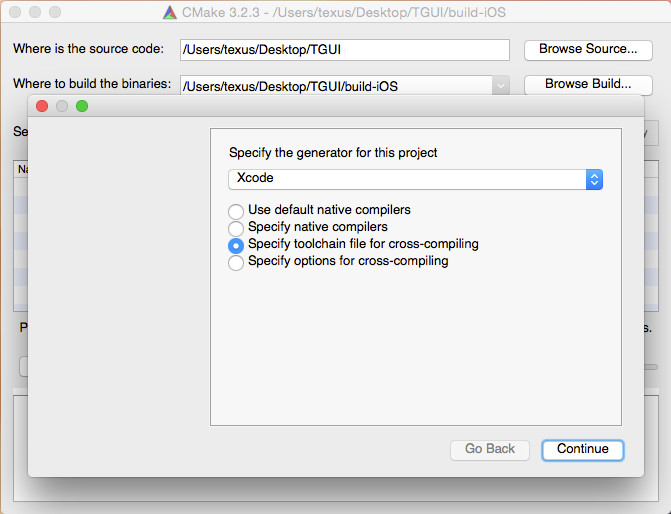 CMake 3.2.3 - /Users/texus/Desktop/TGUI/build-iOS
Where is the source code: /Users/texus/Desktop/TGUI Browse Source...
Where to build the binaries: /Users/texus/Desktop/TGUI/build-iOS Browse Build...
Specify the generator for this project
Xcode
Use default native compilers
Specify native compilers
Specify toolchain file for cross-compiling
Specify options for cross-compiling
Go Back Continue